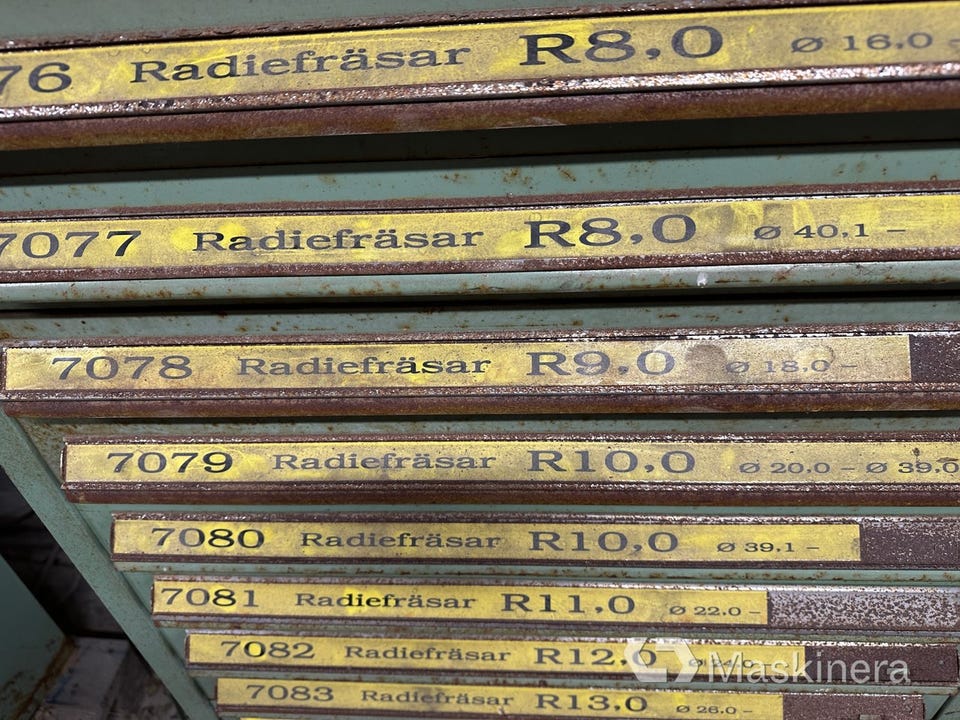 76 Radiefräsar R8,0 Ø 16.0
7077 Radiefräsar R8,0 Ø 40.1 –
7078 Radiefräsar R9,0 Ø 18.0 –
7079 Radiefräsar R10,0 Ø 20.0 – Ø 39.0
7080 Radiefräsar R10,0 Ø 39.1 –
7081 Radiefräsar R11,0 Ø 22.0 –
7082 Radiefräsar R12,0 Ø 24.0
Maskinera
7083 Radiefräsar R13,0 Ø 26.0 –